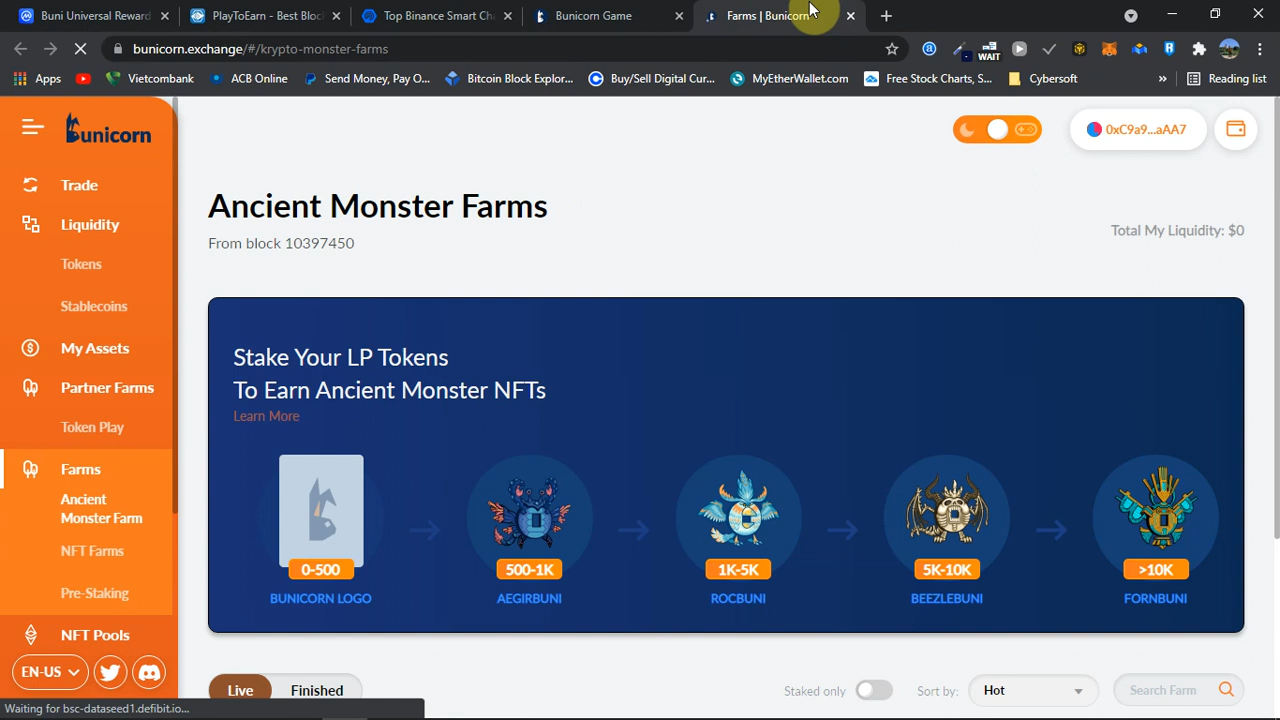 Buni Universal Reward
PlayToEarn - Best Bloc
Top Binance Smart Ch
Bunicorn Game
Farms | Bunicorn
bunicorn.exchange/#/krypto-monster-farms
WAIT
Apps
Vietcombank
ACB Online
Send Money, Pay O...
Bitcoin Block Explor...
Buy/Sell Digital Cur...
MyEtherWallet.com
Free Stock Charts, S...
Cybersoft
»
Reading list
Bunicorn
0xC9a9...aAA7
Trade
Liquidity
Tokens
Stablecoins
My Assets
Partner Farms
Token Play
Farms
Ancient
Monster Farm
NFT Farms
Pre-Staking
NFT Pools
EN-US
Ancient Monster Farms
From block 10397450
Total My Liquidity: $0
Stake Your LP Tokens
To Earn Ancient Monster NFTs
Learn More
0-500
500-1K
1K-5K
5K-10K
>10K
BUNICORN LOGO
AEGIRBUNI
ROCBUNI
BEEZLEBUNI
FORNBUNI
Live
Finished
Staked only
Sort by:
Hot
Search Farm
Waiting for bsc-dataseed1.defibit.io...